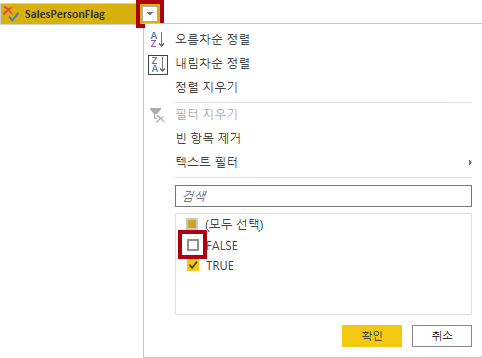 SalesPersonFlag
오름차순 정렬
내림차순 정렬
정렬 지우기
필터 지우기
빈 항목 제거
텍스트 필터
검색
(모두 선택)
FALSE
TRUE
확인
취소